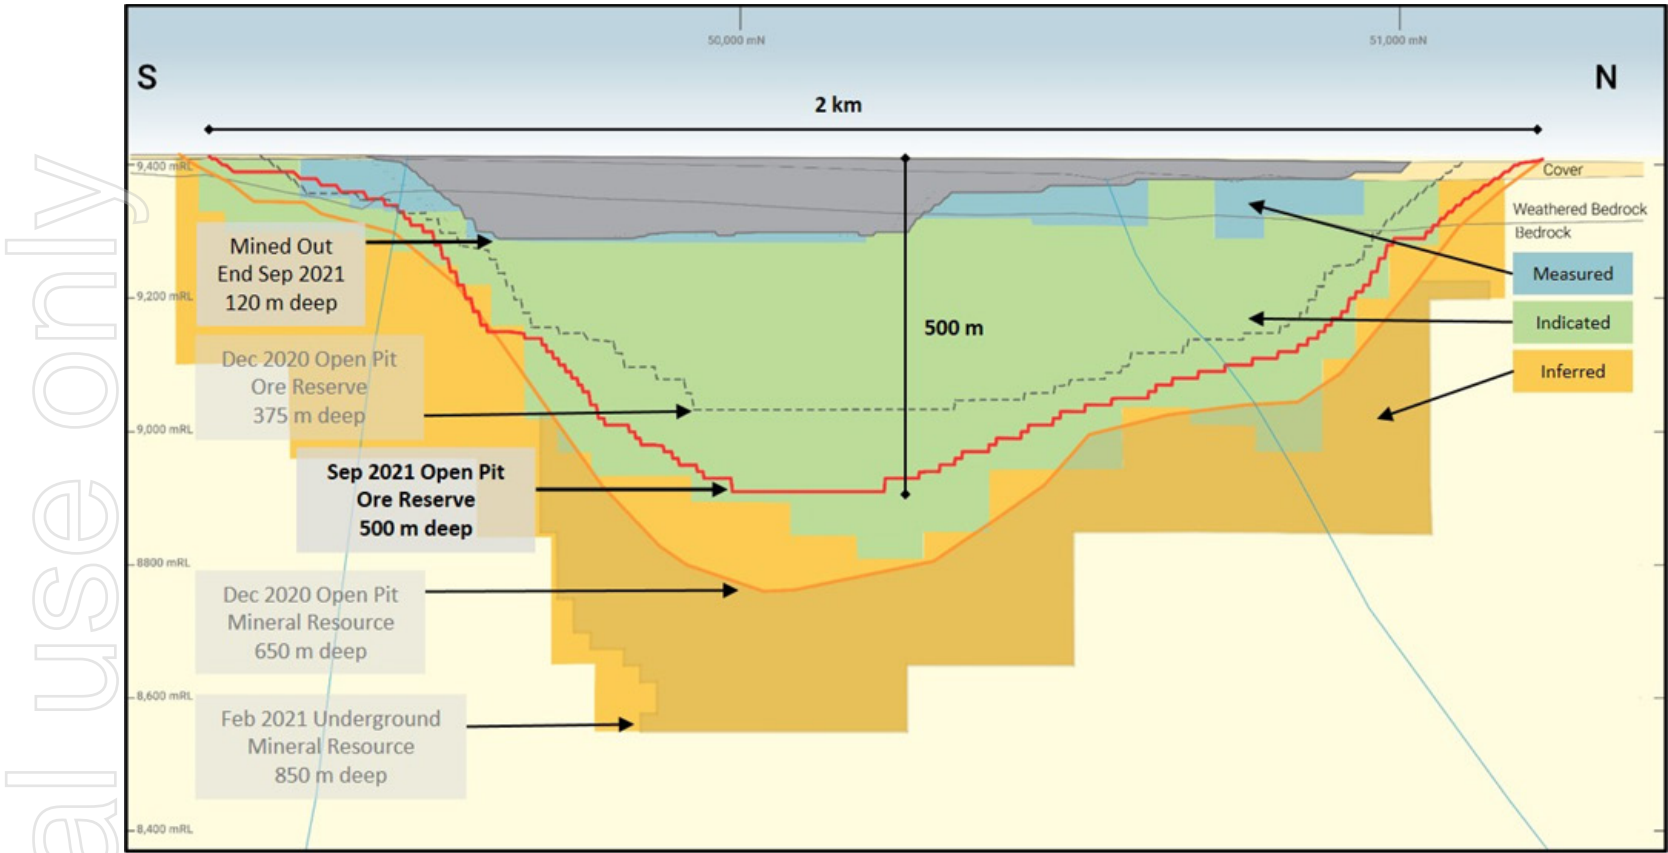 al use only
50,000 mN
51,000 mN
S
N
2 km
9,400 mRL
Cover
Weathered Bedrock
Bedrock
Mined Out
End Sep 2021
120 m deep
Measured
9,200 mRL
Indicated
500 m
Dec 2020 Open Pit
Ore Reserve
375 m deep
Inferred
9,000 mRL
Sep 2021 Open Pit
Ore Reserve
500 m deep
8800 mRL
Dec 2020 Open Pit
Mineral Resource
650 m deep
8,600 mRL
Feb 2021 Underground
Mineral Resource
850 m deep
8,400 mRL